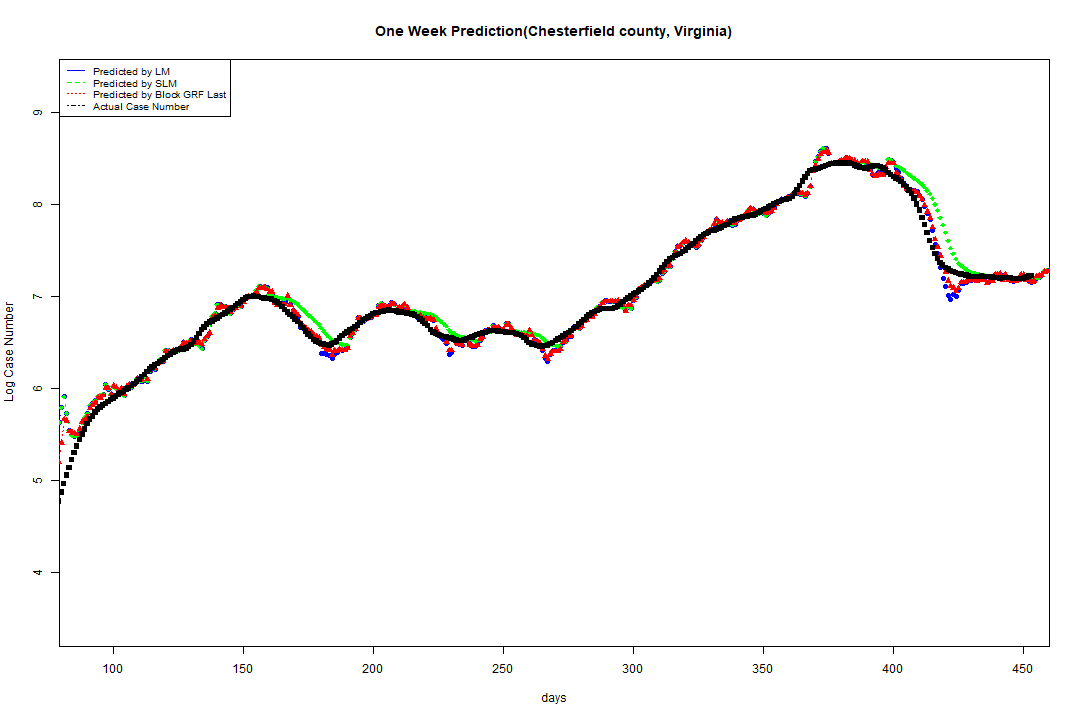 One Week Prediction(Chesterfield county, Virginia)
Predicted by LM
Predicted by SLM
Predicted by Block GRF Last
Actual Case Number
9
8
7
6
5
4
Log Case Number
100 150 200 250 300 350 400 450
days